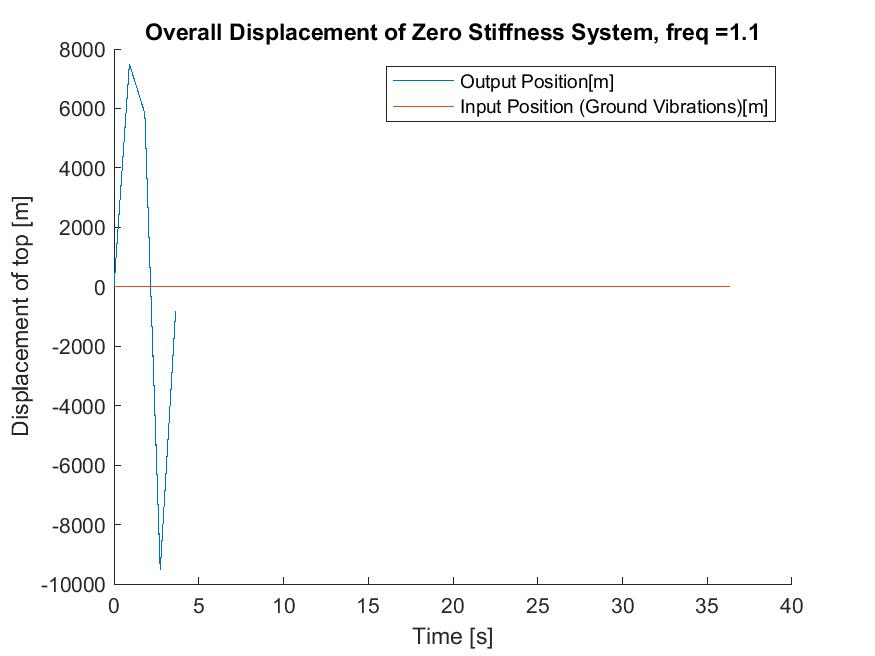 Overall Displacement of Zero Stiffness System, freq =1.1
8000
6000
4000
2000
0
-2000
-4000
-6000
-8000
-10000
Displacement of top [m]
Output Position[m]
Input Position (Ground Vibrations)[m]
0 5 10 15 20 25 30 35 40
Time [s]